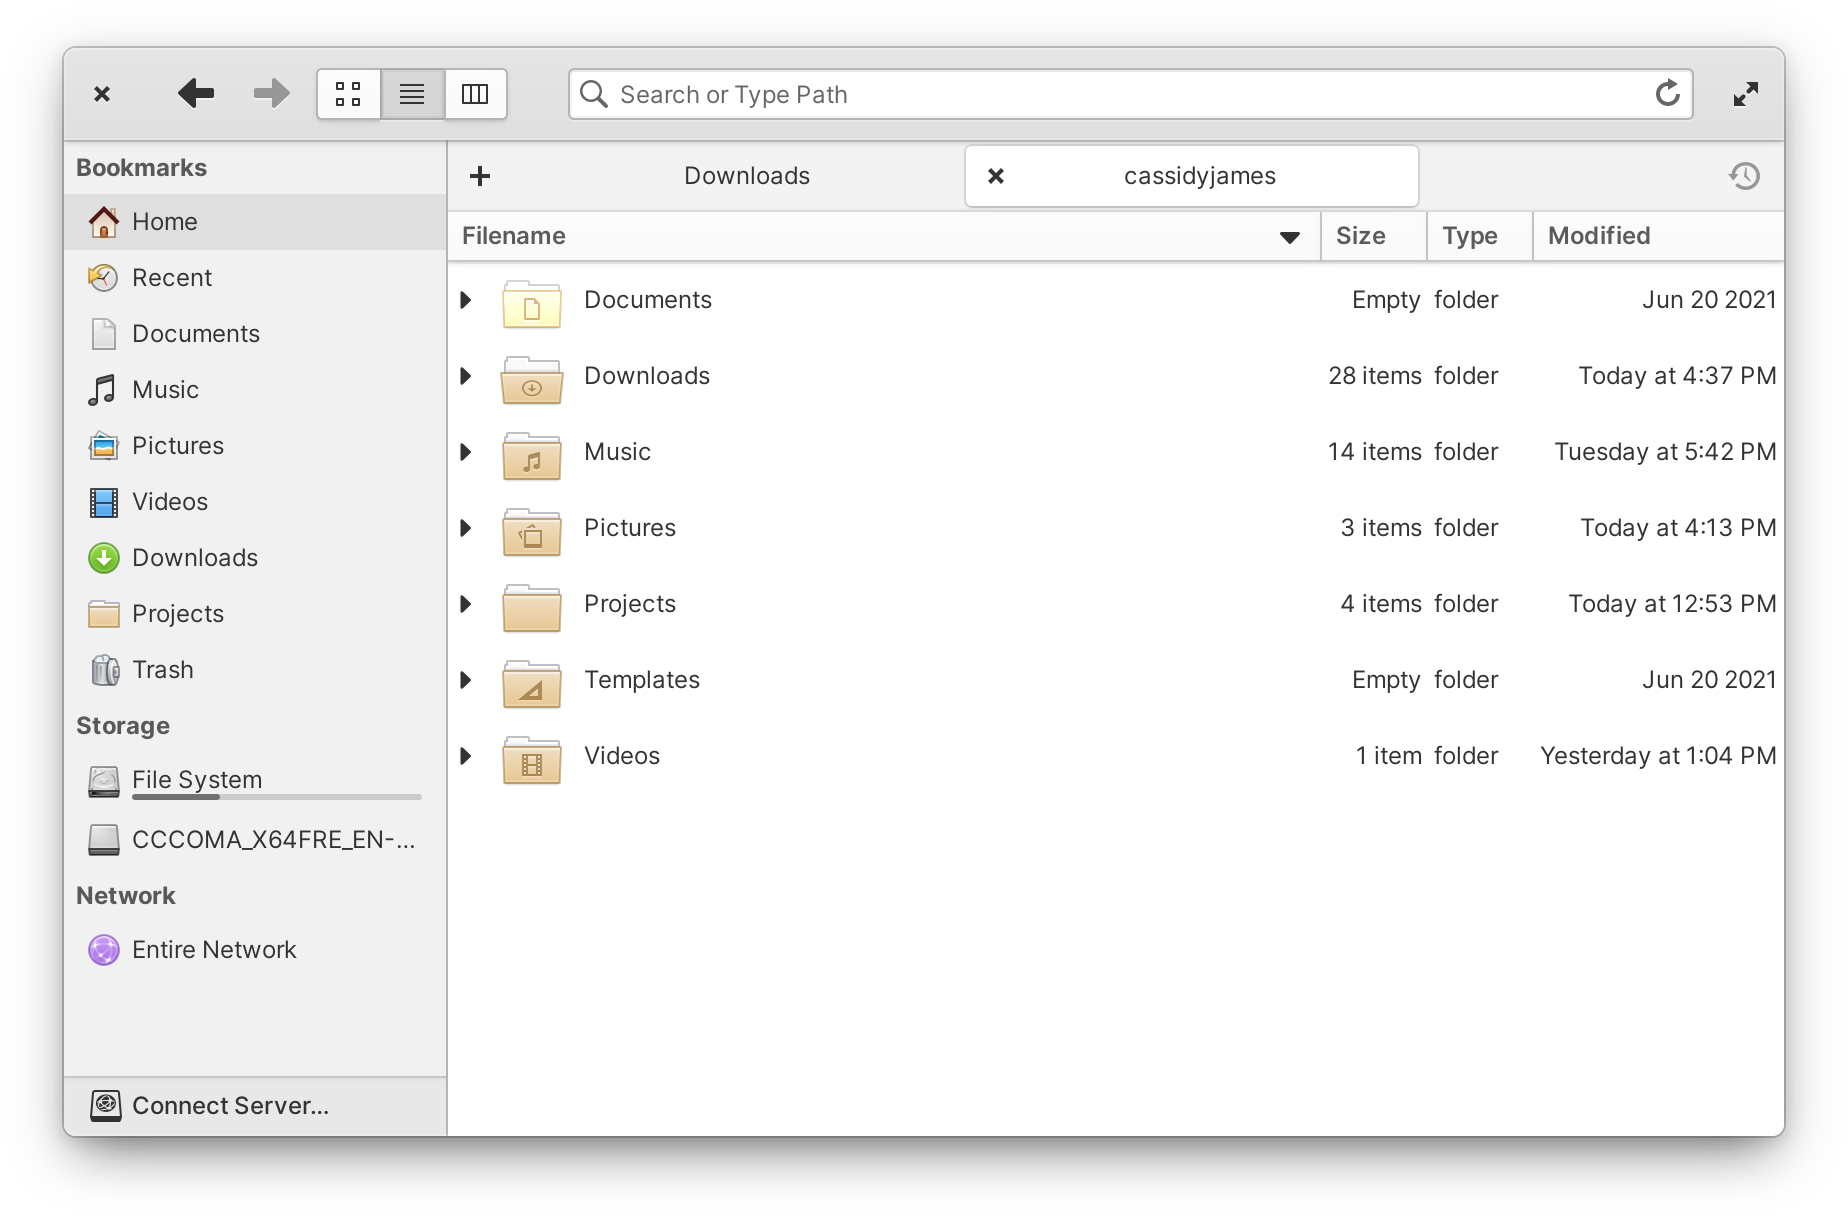 Search or Type Path
Bookmarks
Home
Recent
Documents
Music
Pictures
Videos
Downloads
Projects
Trash
Storage
File System
CCCOMA_X64FRE_EN-...
Network
Entire Network
Connect Server...
Downloads cassidyjames
Filename Size Type Modified
Documents Empty folder Jun 20 2021
Downloads 28 items folder Today at 4:37 PM
Music 14 items folder Tuesday at 5:42 PM
Pictures 3 items folder Today at 4:13 PM
Projects 4 items folder Today at 12:53 PM
Templates Empty folder Jun 20 2021
Videos 1 item folder Yesterday at 1:04 PM